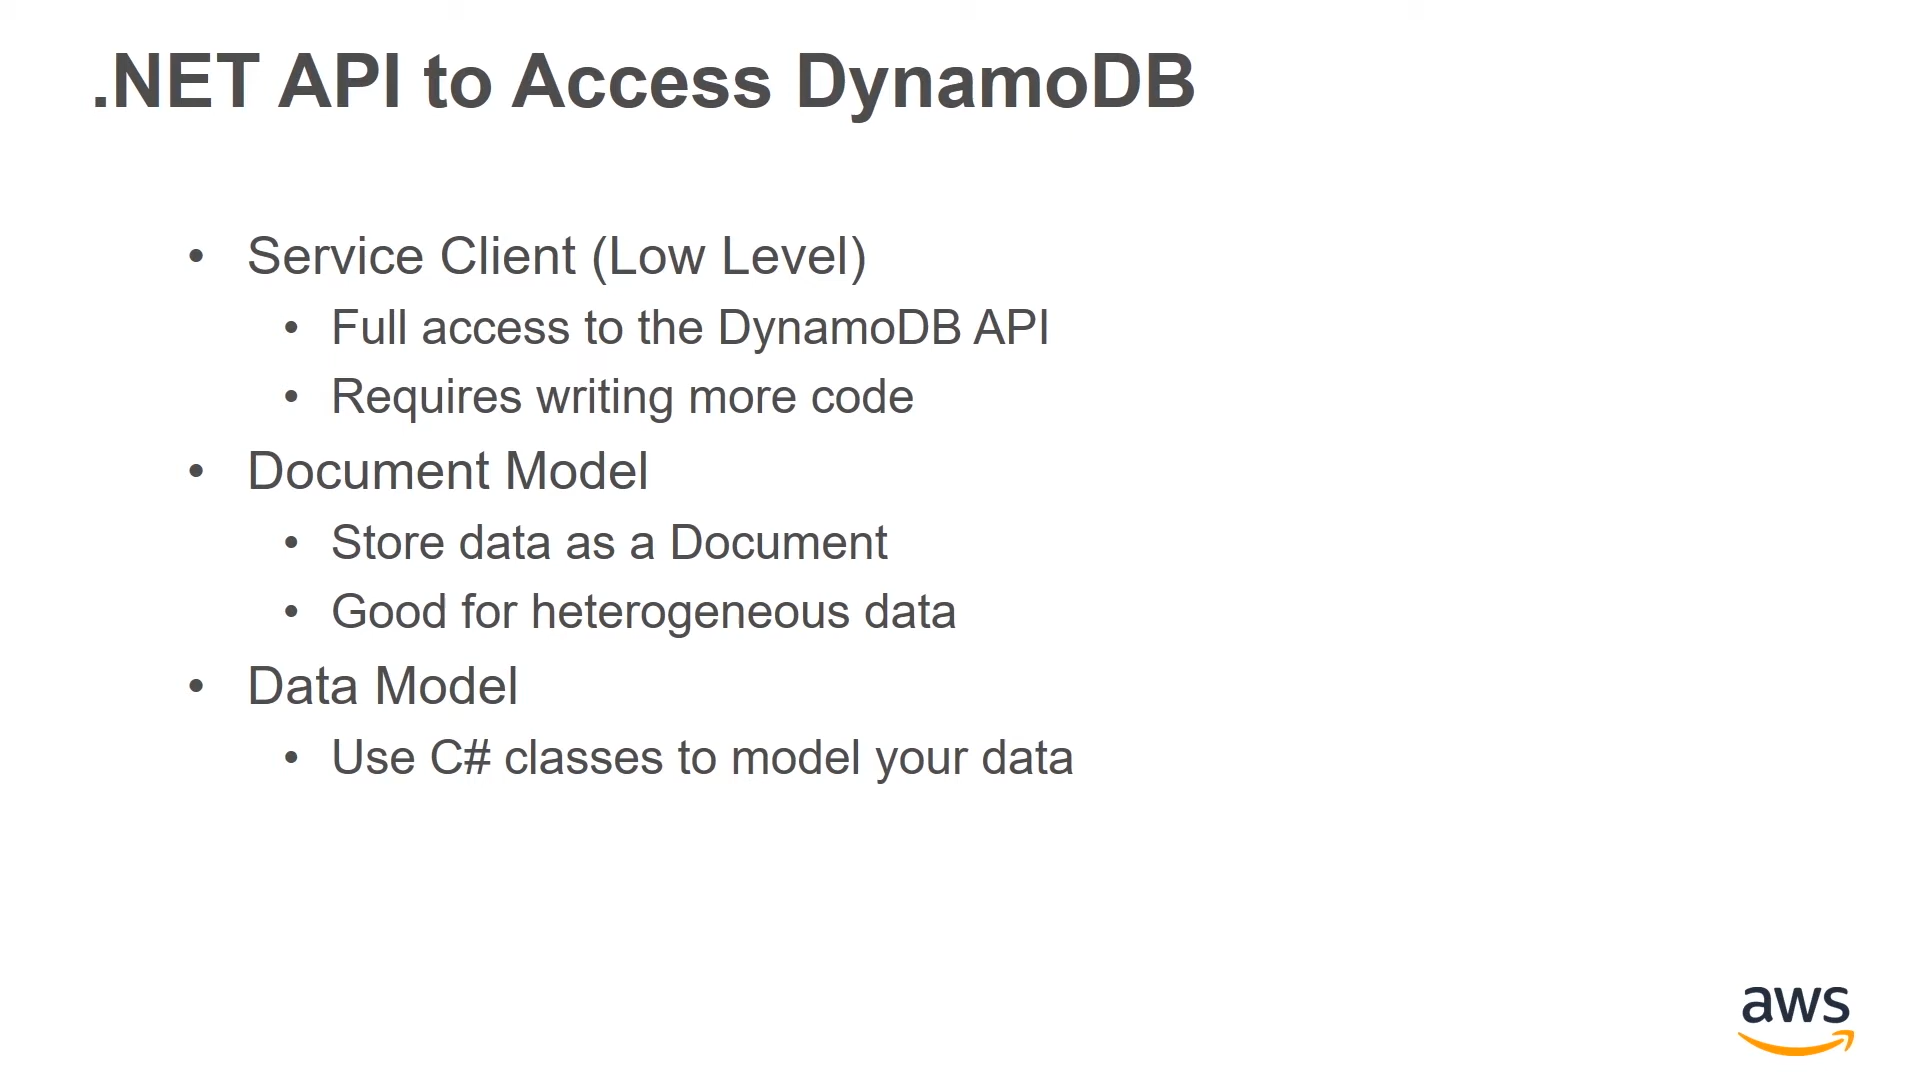 .NET API to Access DynamoDB
• Service Client (Low Level)
• Full access to the DynamoDB API
• Requires writing more code
• Document Model
• Store data as a Document
• Good for heterogeneous data
• Data Model
• Use C# classes to model your data
aws